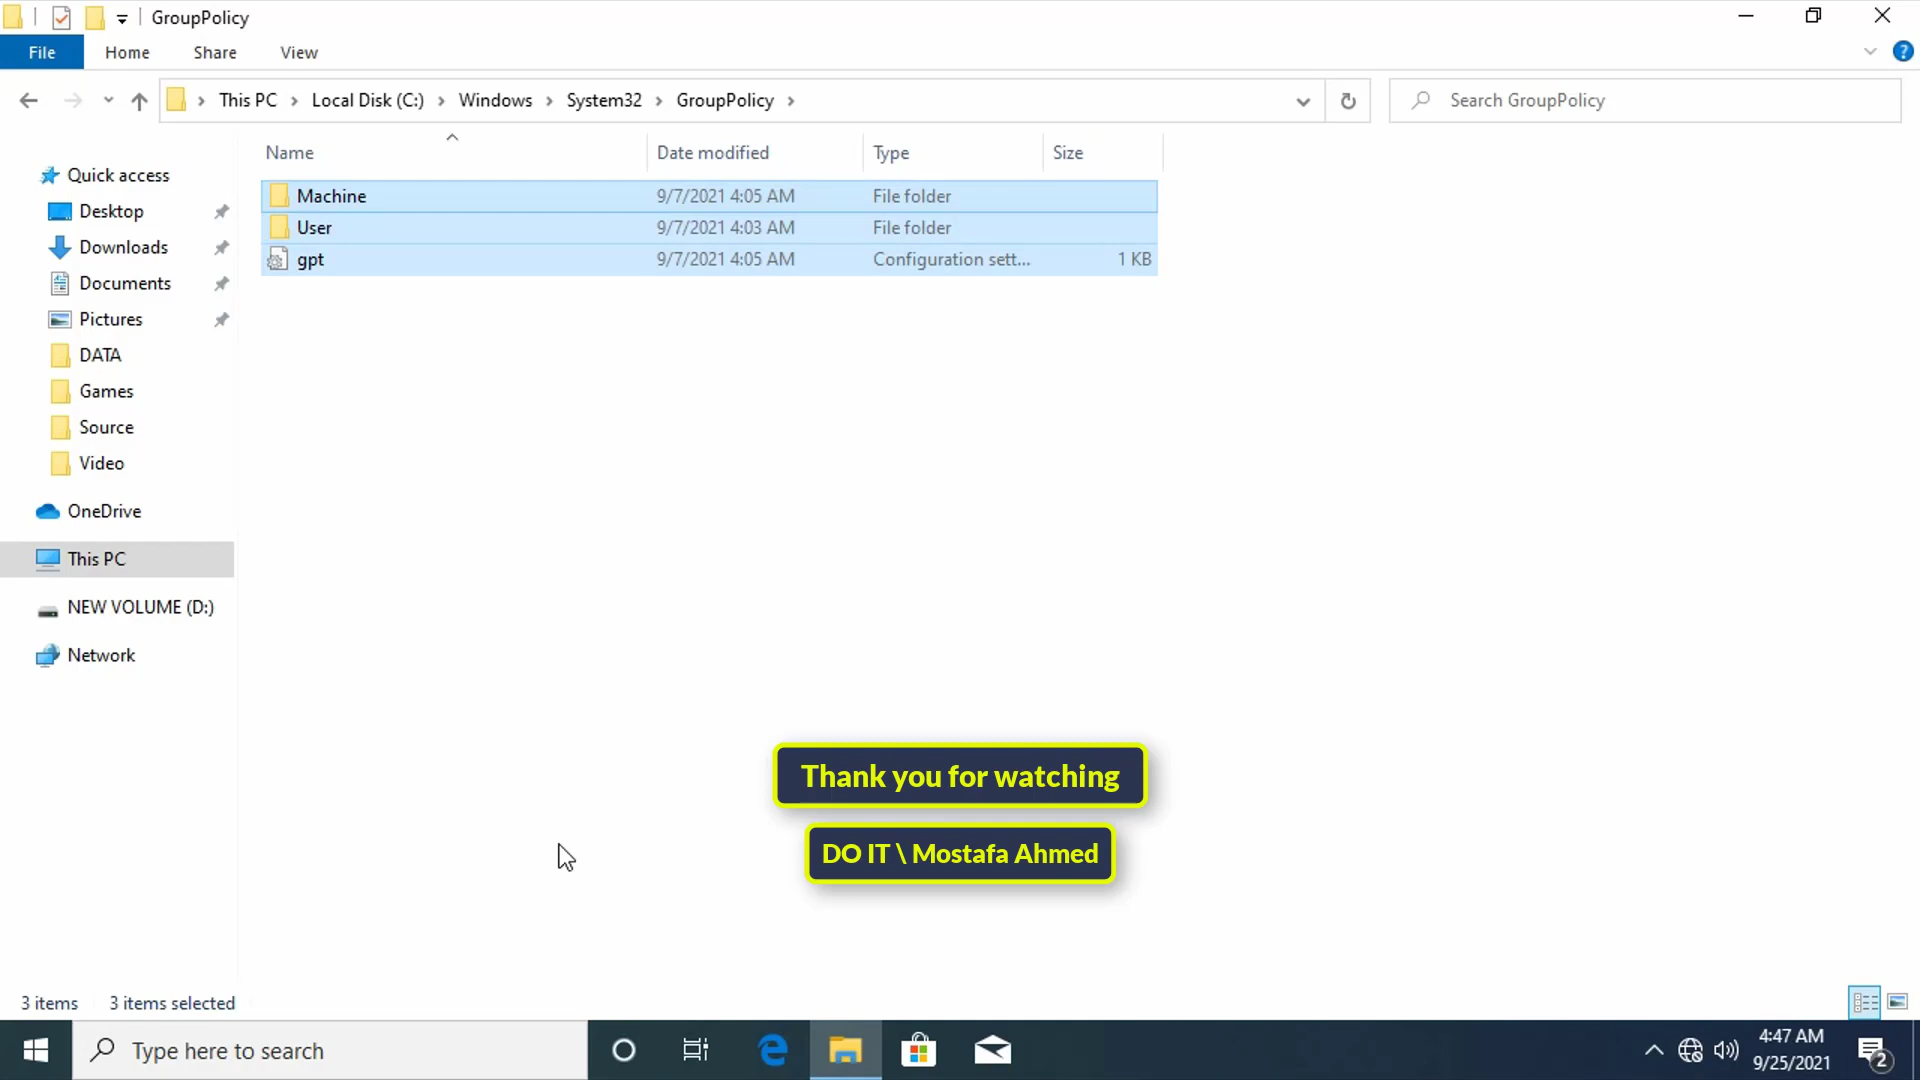 GroupPolicy
File Home Share View
This PC Local Disk (C:) Windows System32 GroupPolicy
Search GroupPolicy
Name Date modified Type Size
Machine 9/7/2021 4:05 AM File folder
User 9/7/2021 4:03 AM File folder
gpt 9/7/2021 4:05 AM Configuration sett... 1 KB
Quick access
Desktop
Downloads
Documents
Pictures
DATA
Games
Source
Video
OneDrive
This PC
NEW VOLUME (D:)
Network
Thank you for watching
DO IT \ Mostafa Ahmed
3 items 3 items selected
Type here to search
4:47 AM
9/25/2021
2